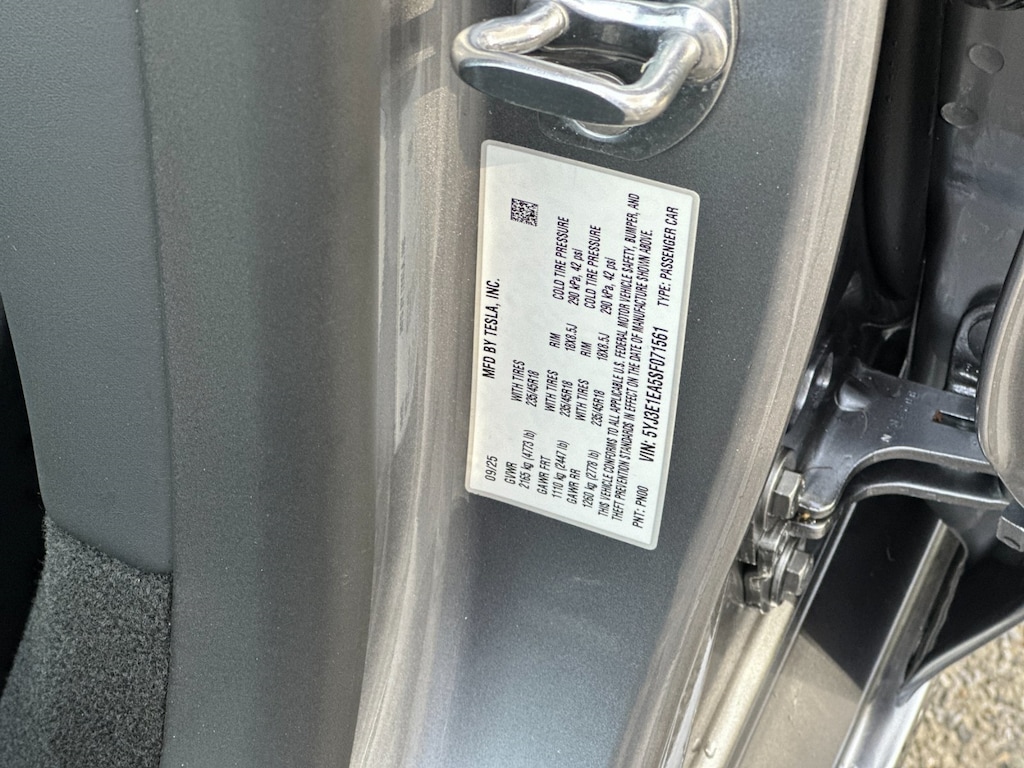 09/25 MFD BY TESLA, INC.
GVWR WITH TIRES
2165 kg (4773 lb) 235/45R18
GAWR FRT WITH TIRES RIM COLD TIRE PRESSURE
1110 kg (2447 lb) 235/45R18 18X8.5J 290 kPa, 42 psi
GAWR RR WITH TIRES RIM COLD TIRE PRESSURE
1260 kg (2778 lb) 235/45R18 18X8.5J 290 kPa, 42 psi
THIS VEHICLE CONFORMS TO ALL APPLICABLE U.S. FEDERAL MOTOR VEHICLE SAFETY, BUMPER, AND
THEFT PREVENTION STANDARDS IN EFFECT ON THE DATE OF MANUFACTURE SHOWN ABOVE.
PNT: PN00 VIN: 5YJ3E1EA5SF071561 TYPE: PASSENGER CAR